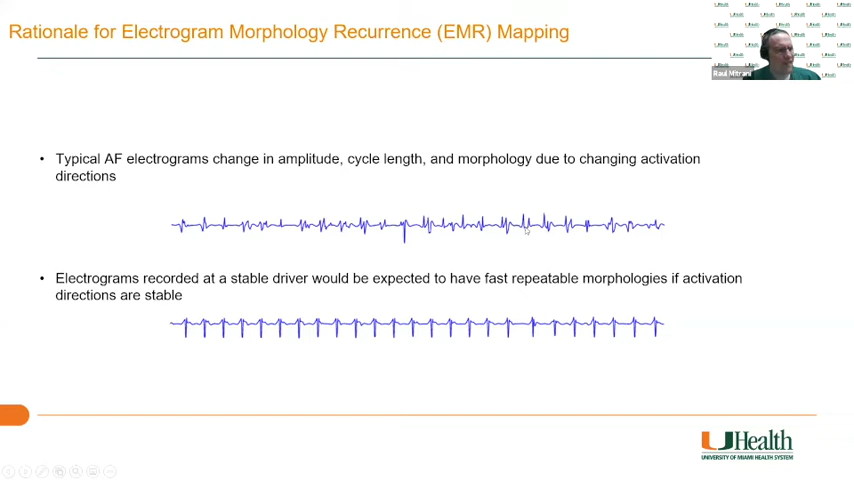 Rationale for Electrogram Morphology Recurrence (EMR) Mapping
Raul Mitrani
• Typical AF electrograms change in amplitude, cycle length, and morphology due to changing activation
directions
• Electrograms recorded at a stable driver would be expected to have fast repeatable morphologies if activation
directions are stable
UHealth
UNIVERSITY OF MIAMI HEALTH SYSTEM